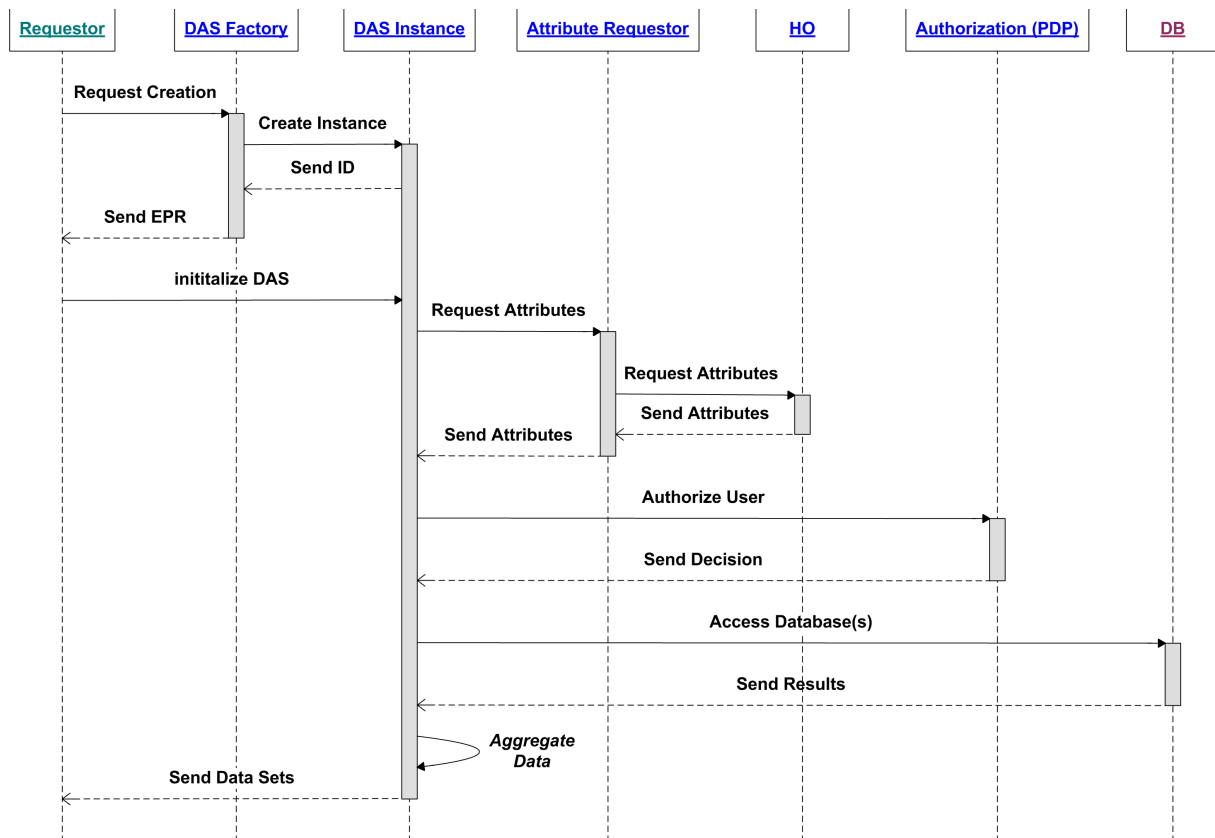 Requestor
DAS Factory
DAS Instance
Attribute Requestor
HO
Authorization (PDP)
DB
Request Creation
Create Instance
Send ID
Send EPR
inititalize DAS
Request Attributes
Request Attributes
Send Attributes
Send Attributes
Authorize User
Send Decision
Access Database(s)
Send Results
Aggregate
Data
Send Data Sets